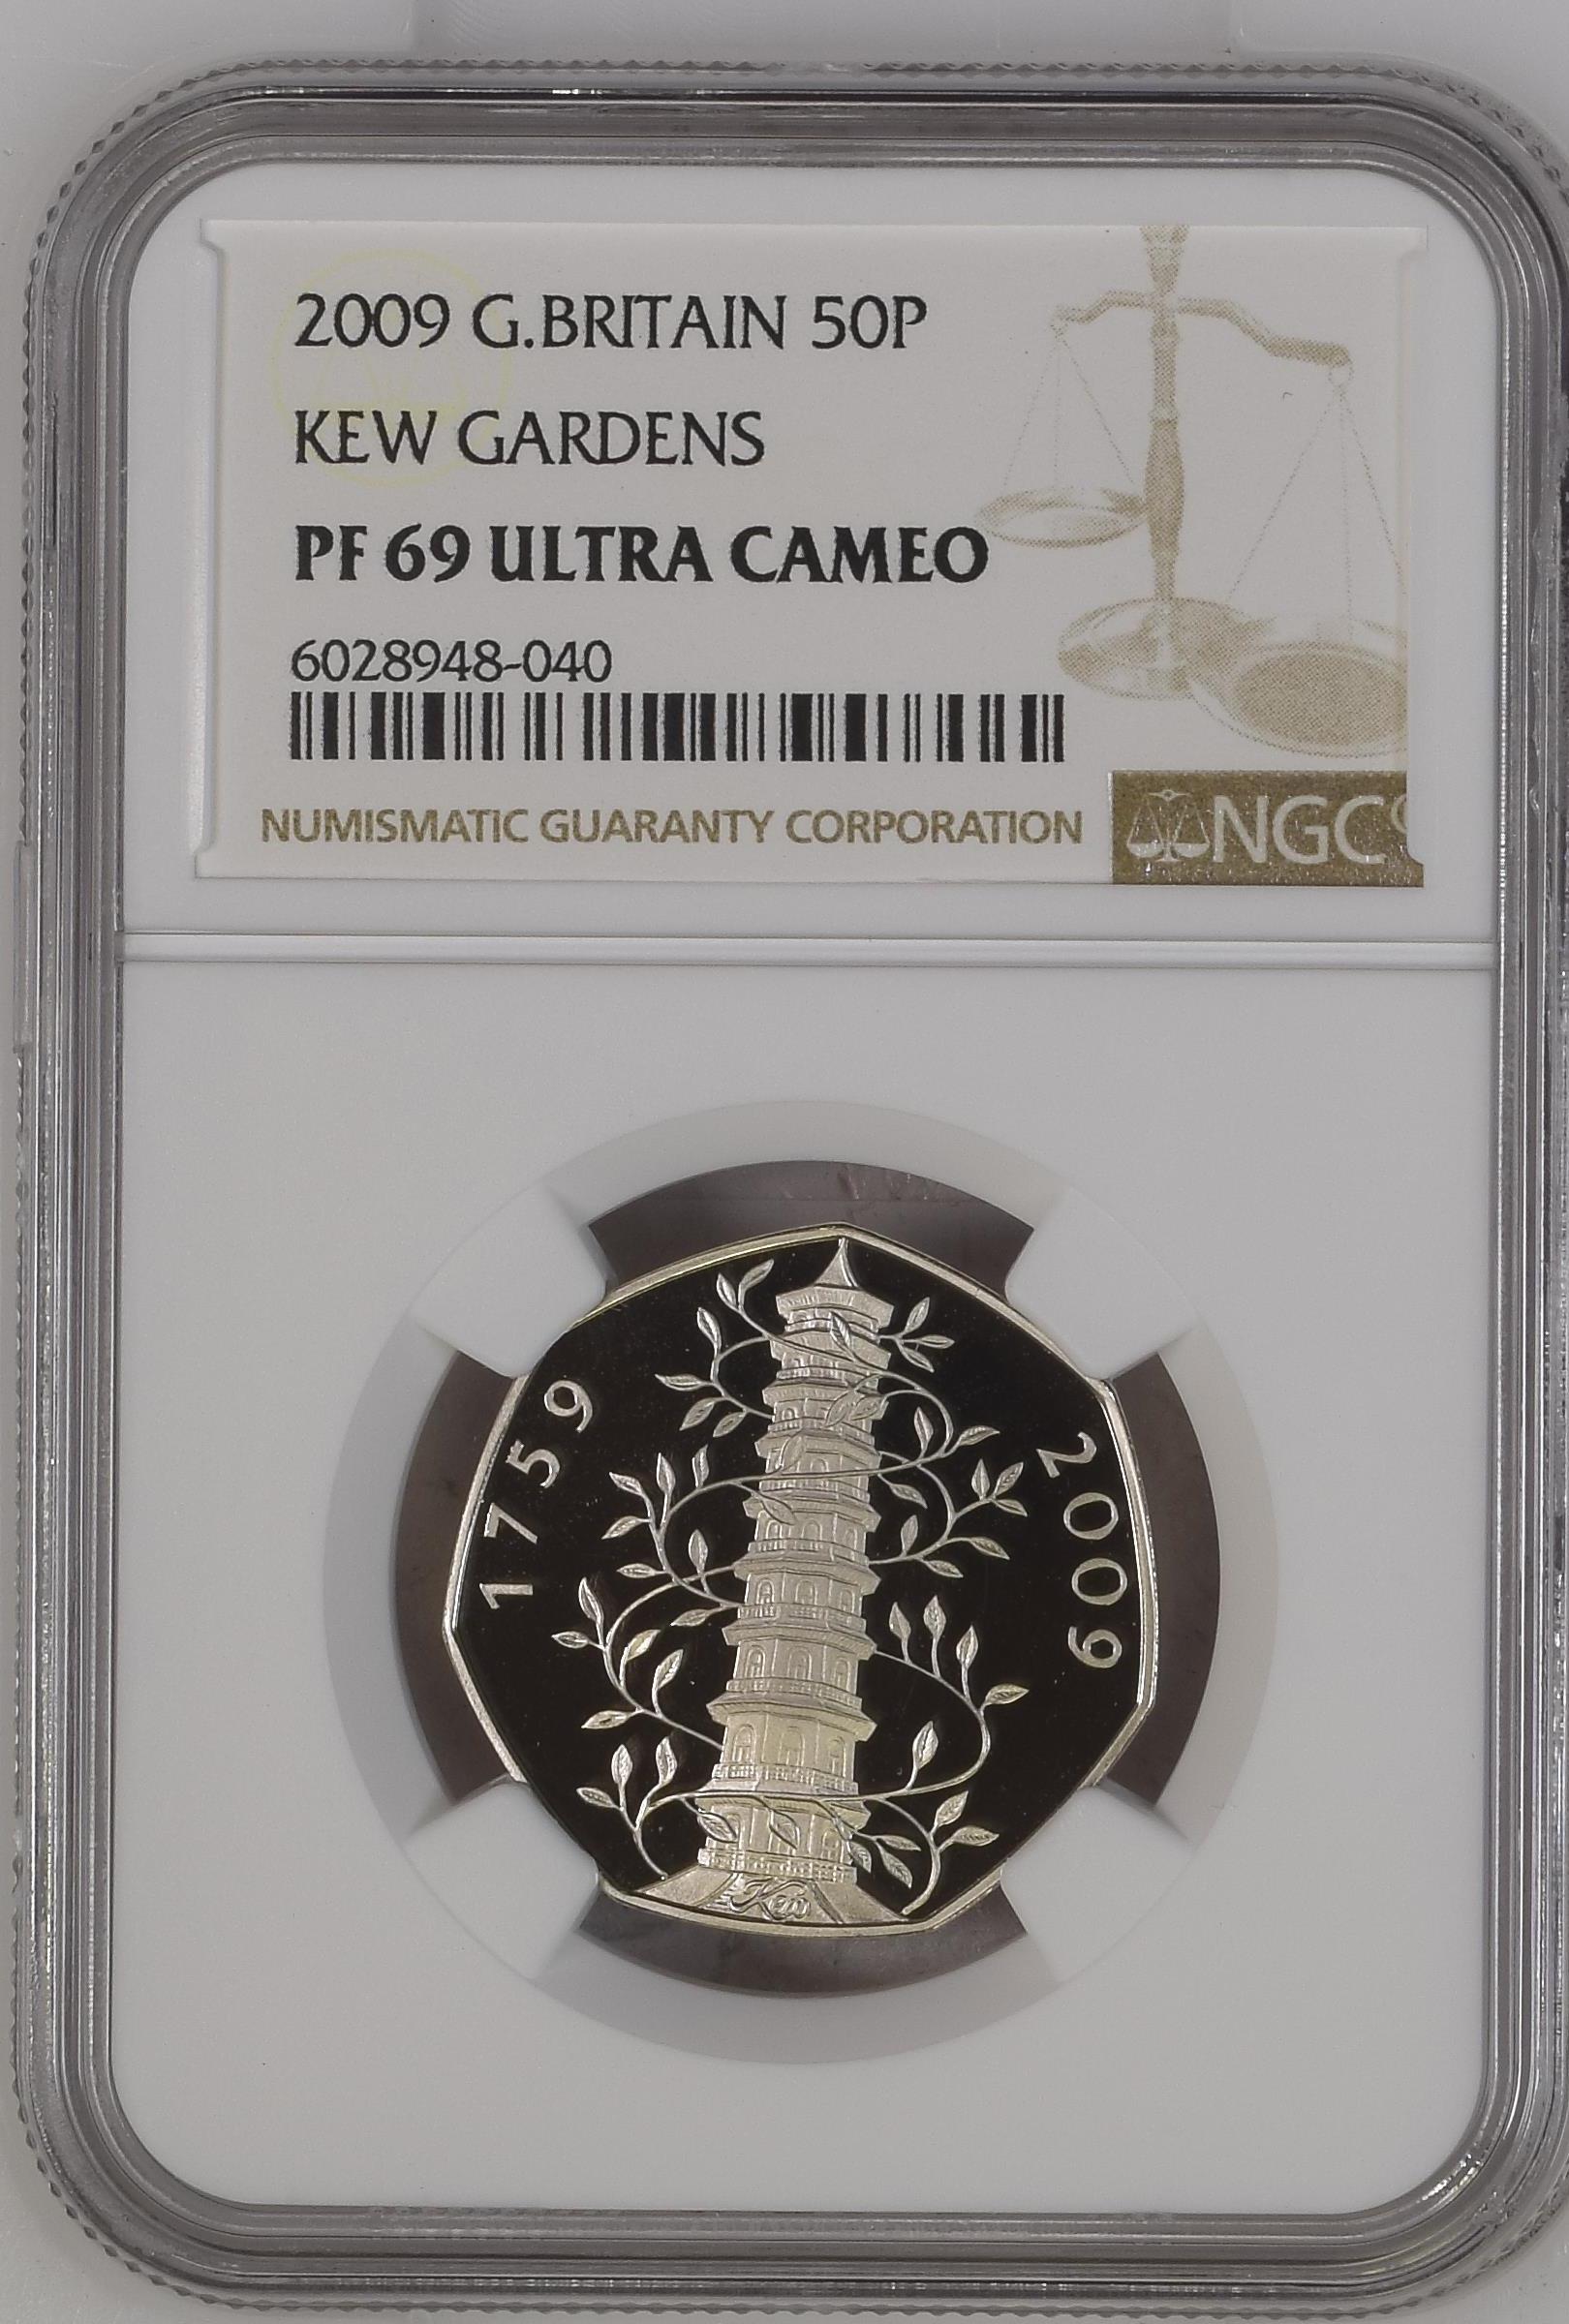 2009 G.BRITAIN 50P
KEW GARDENS
PF 69 ULTRA CAMEO
6028948-040
NUMISMATIC GUARANTY CORPORATION
NGC
1759
2009
Kew